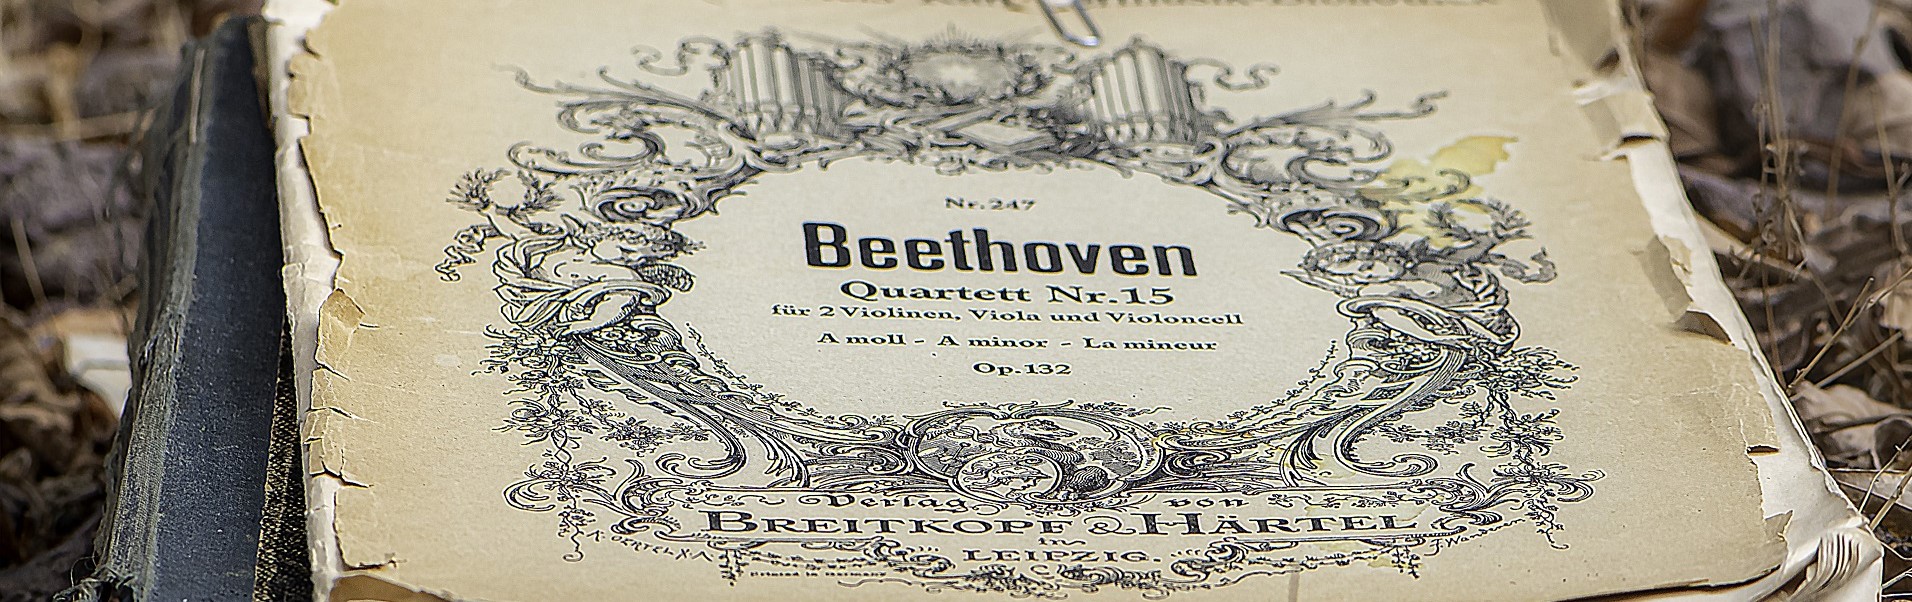 Nr. 247
Beethoven
Quartett Nr. 15
für 2 Violinen, Viola und Violoncell
A moll - A minor - La mineur
Op. 132
Verlag von
BREITKOPF & HÄRTEL
in
LEIPZIG.